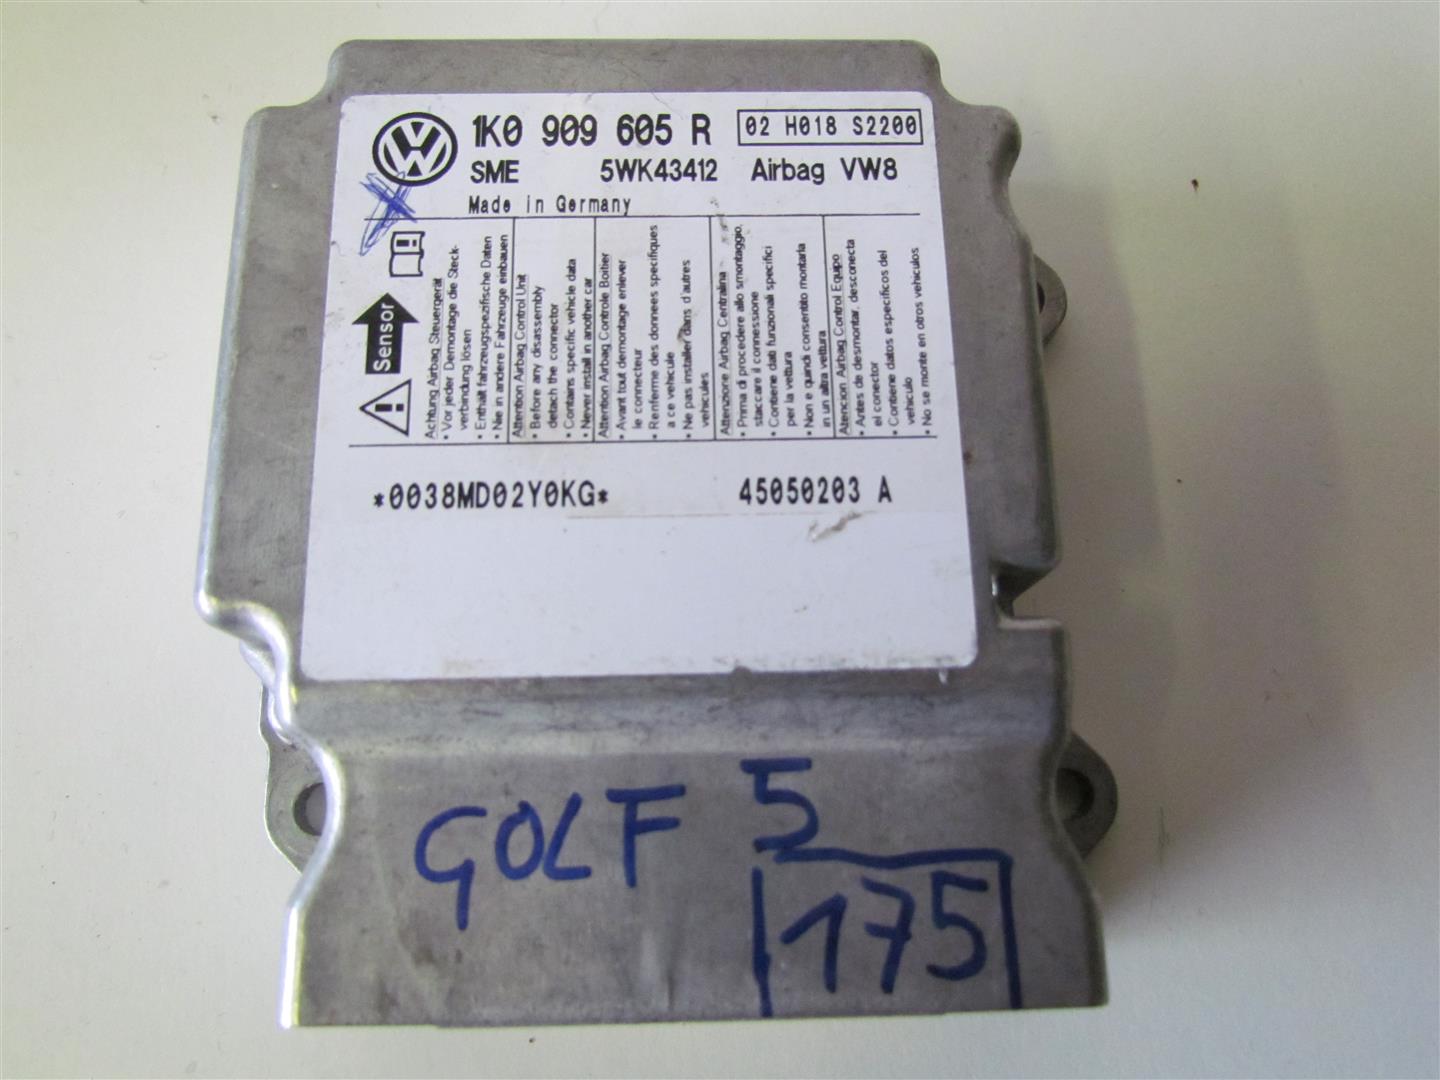 1K0 909 605 R
02 H018 S2200
SME 5WK43412 Airbag VW8
Made in Germany
Sensor
Achtung Airbag Steuergerät
• Vor jeder Demontage die Steck-
verbindung lösen
• Enthält fahrzeugspezifische Daten
• Nie in andere Fahrzeuge einbauen
Attention Airbag Control Unit
• Before any disassembly
detach the connector
• Contains specific vehicle data
• Never install in another car
Attention Airbag Controle Boitier
• Avant tout demontage enlever
le connecteur
• Renferme des donnees specifiques
a ce vehicule
• Ne pas installer dans d'autres
vehicules
Attenzione Airbag Centralina
• Prima di procedere allo smontaggio,
staccare il connessione
• Contiene dati funzionali specifici
per la vettura
• Non e quindi consentito montarla
in un altra vettura
Atencion Airbag Control Equipo
• Antes de desmontar, desconecta
el conector
• Contiene datos especificos del
vehiculo
• No se monte en otros vehiculos
*0038MD02Y0KG* 45050203 A
GOLF 5
175